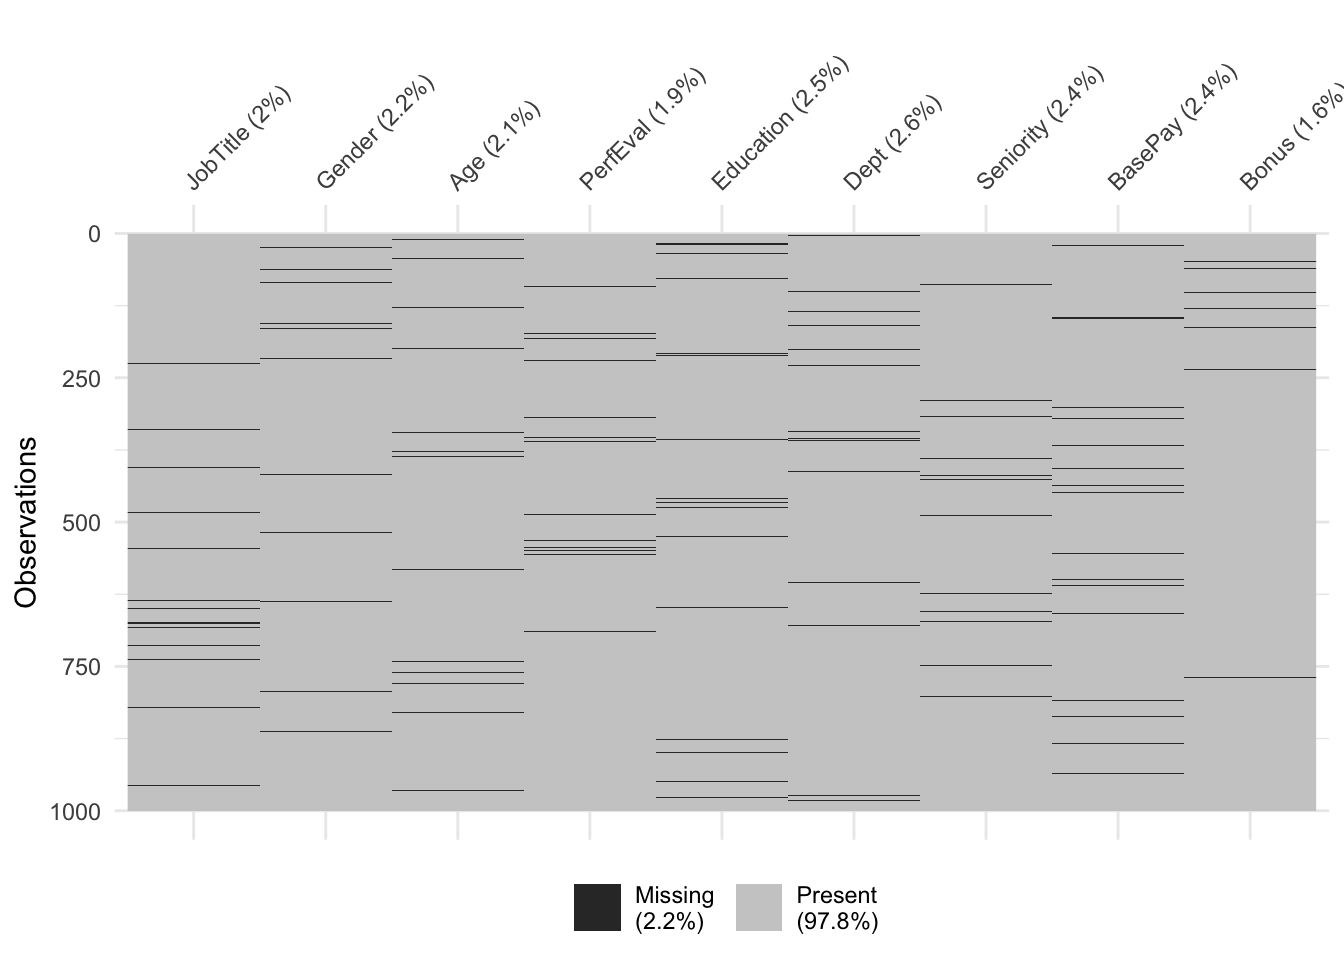 JobTitle (2%)
Gender (2.2%)
Age (2.1%)
PerfEval (1.9%)
Education (2.5%)
Dept (2.6%)
Seniority (2.4%)
BasePay (2.4%)
Bonus (1.6%)
Observations
0
250
500
750
1000
Missing
(2.2%)
Present
(97.8%)